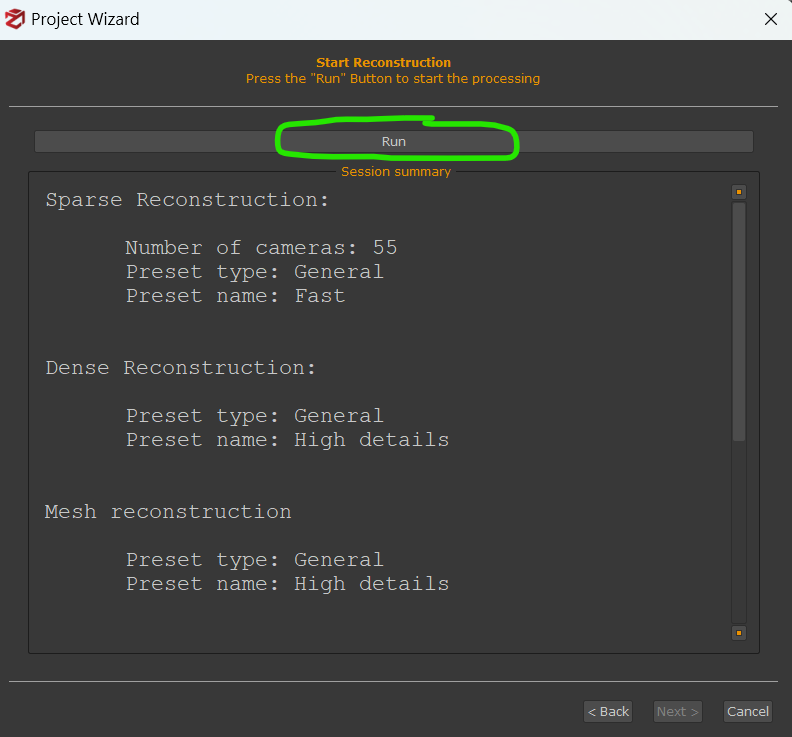 Project Wizard
Start Reconstruction
Press the "Run" Button to start the processing
Run
Session summary
Sparse Reconstruction:
Number of cameras: 55
Preset type: General
Preset name: Fast
Dense Reconstruction:
Preset type: General
Preset name: High details
Mesh reconstruction
Preset type: General
Preset name: High details
< Back
Next >
Cancel